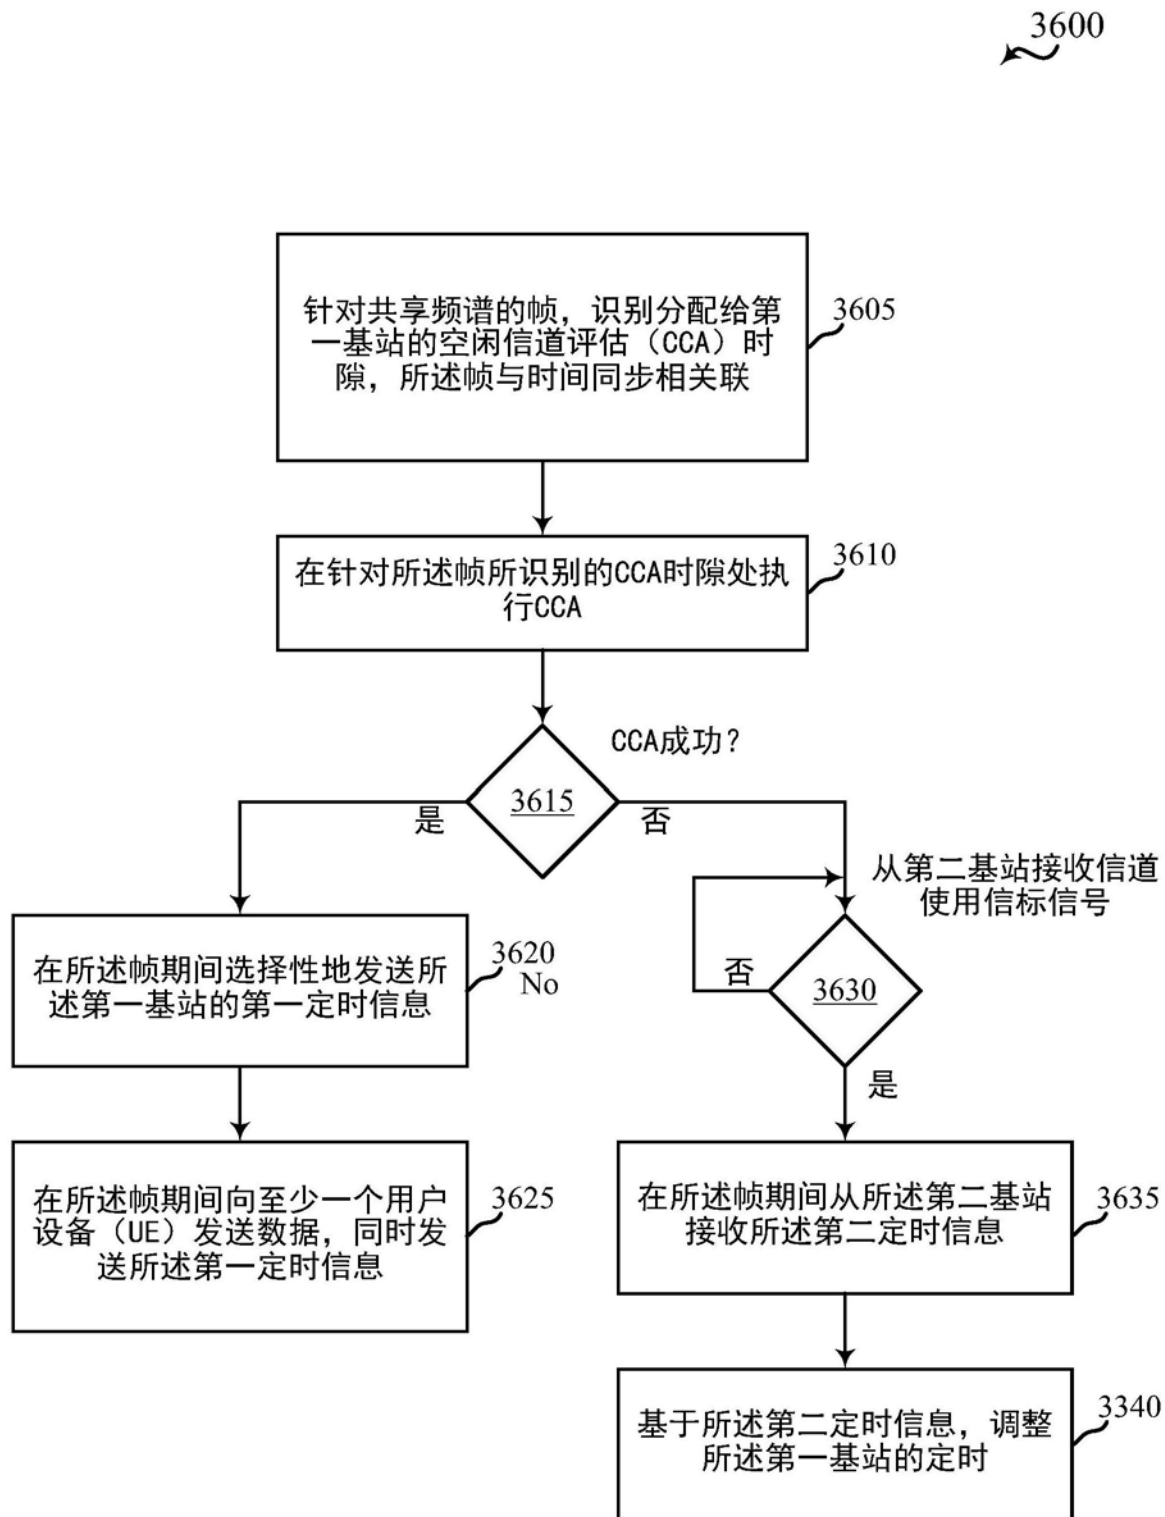 3600
针对共享频谱的帧，识别分配给第
一基站的空闲信道评估（CCA）时
隙，所述帧与时间同步相关联
3605
在针对所述帧所识别的CCA时隙处执
行CCA
3610
CCA成功？
3615
是
否
从第二基站接收信道
使用信标信号
在所述帧期间选择性地发送所
述第一基站的第一定时信息
3620
No
否
3630
是
在所述帧期间向至少一个用户
设备（UE）发送数据，同时发
送所述第一定时信息
3625
在所述帧期间从所述第二基站
接收所述第二定时信息
3635
基于所述第二定时信息，调整
所述第一基站的定时
3340